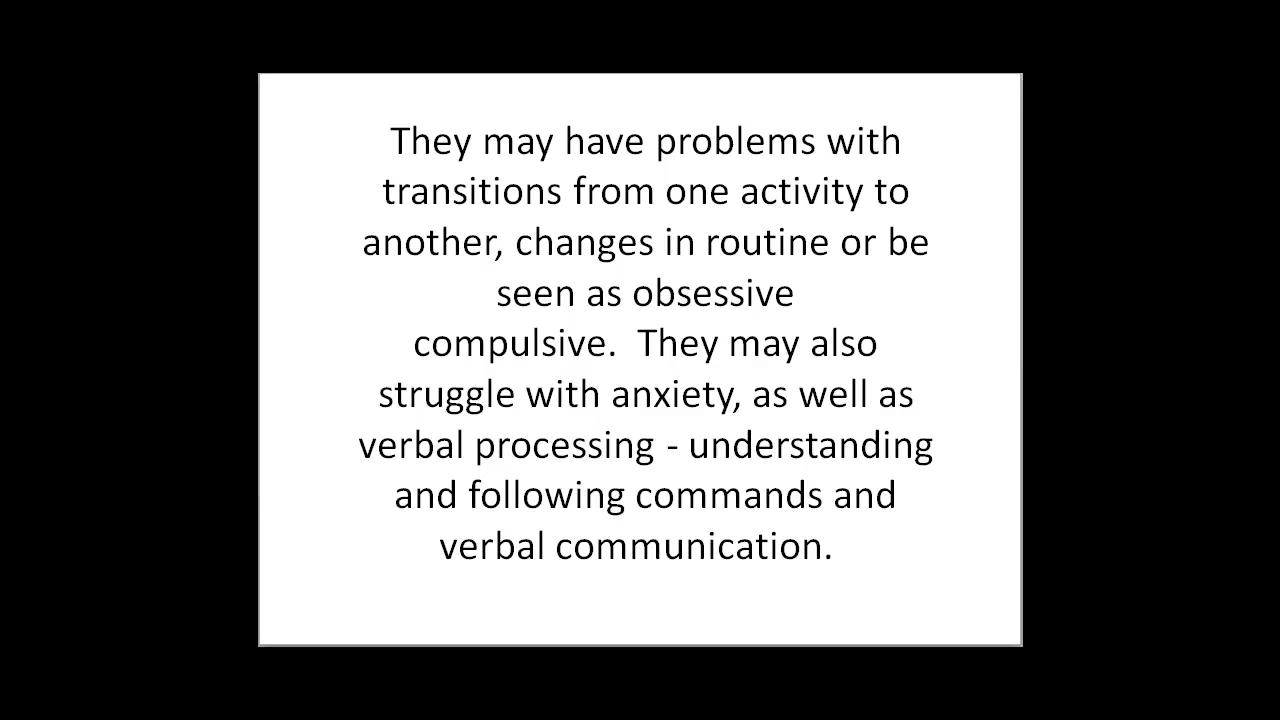 They may have problems with
transitions from one activity to
another, changes in routine or be
seen as obsessive
compulsive.  They may also
struggle with anxiety, as well as
verbal processing - understanding
and following commands and
verbal communication.